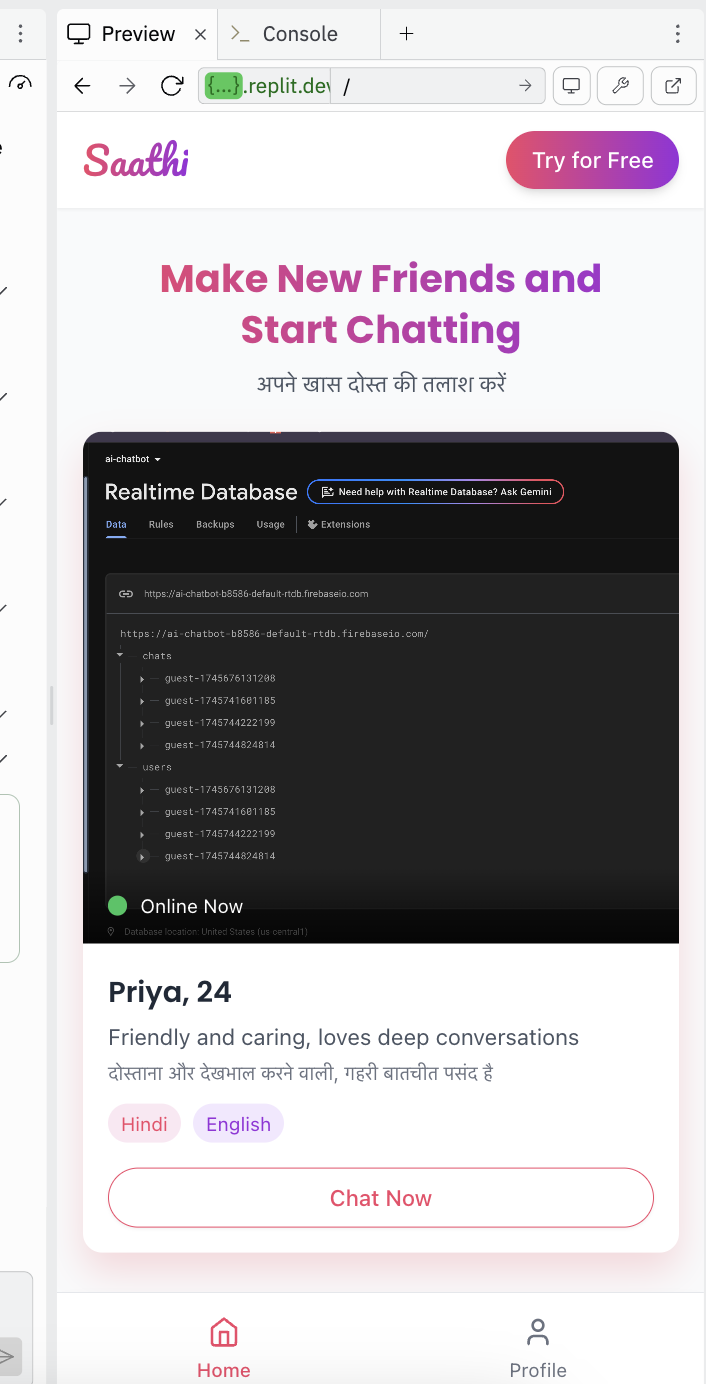 Preview
Console
{...}.replit.dev /
Saathi
Try for Free
Make New Friends and
Start Chatting
अपने खास दोस्त की तलाश करें
ai-chatbot
Realtime Database
Need help with Realtime Database? Ask Gemini
Data Rules Backups Usage Extensions
https://ai-chatbot-b8586-default-rtdb.firebaseio.com
https://ai-chatbot-b8586-default-rtdb.firebaseio.com/
chats
guest-1745676131208
guest-1745741601185
guest-1745744222199
guest-1745744824814
users
guest-1745676131208
guest-1745741601185
guest-1745744222199
guest-1745744824814
Online Now
Database location: United States (us central1)
Priya, 24
Friendly and caring, loves deep conversations
दोस्ताना और देखभाल करने वाली, गहरी बातचीत पसंद है
Hindi English
Chat Now
Home Profile